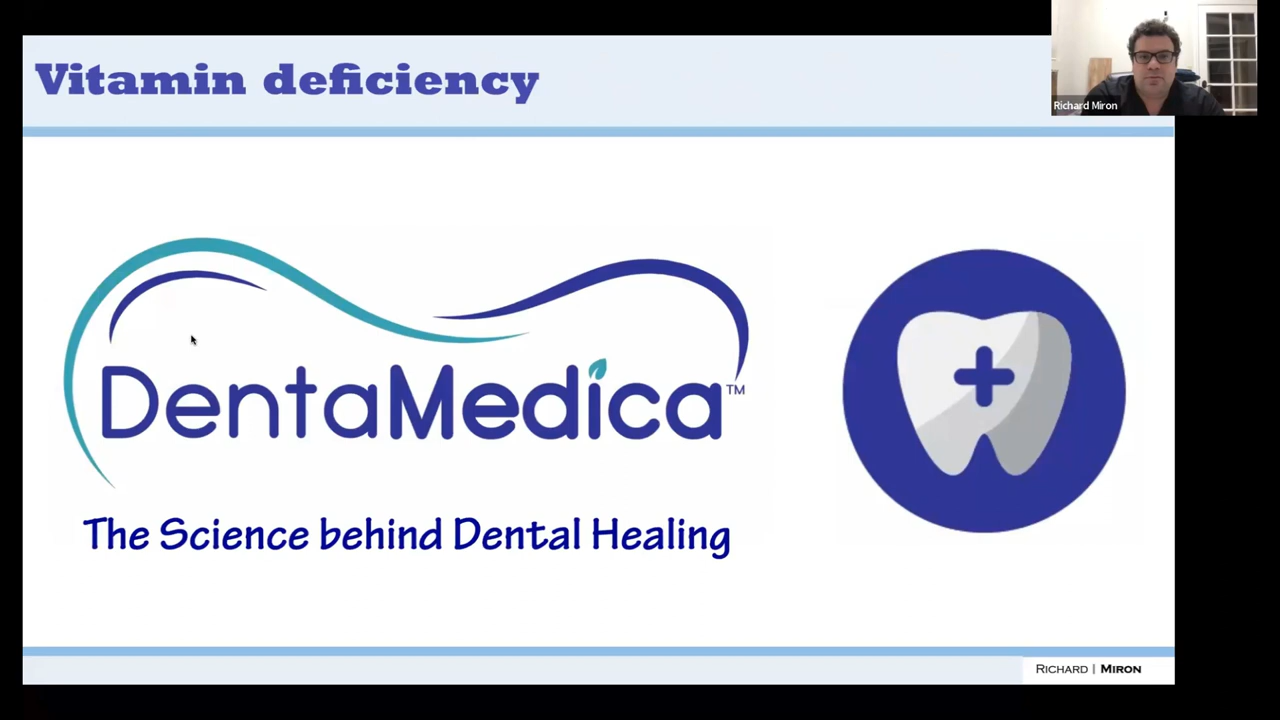 Vitamin deficiency
Richard Miron
DentaMedica™
The Science behind Dental Healing
RICHARD | MIRON